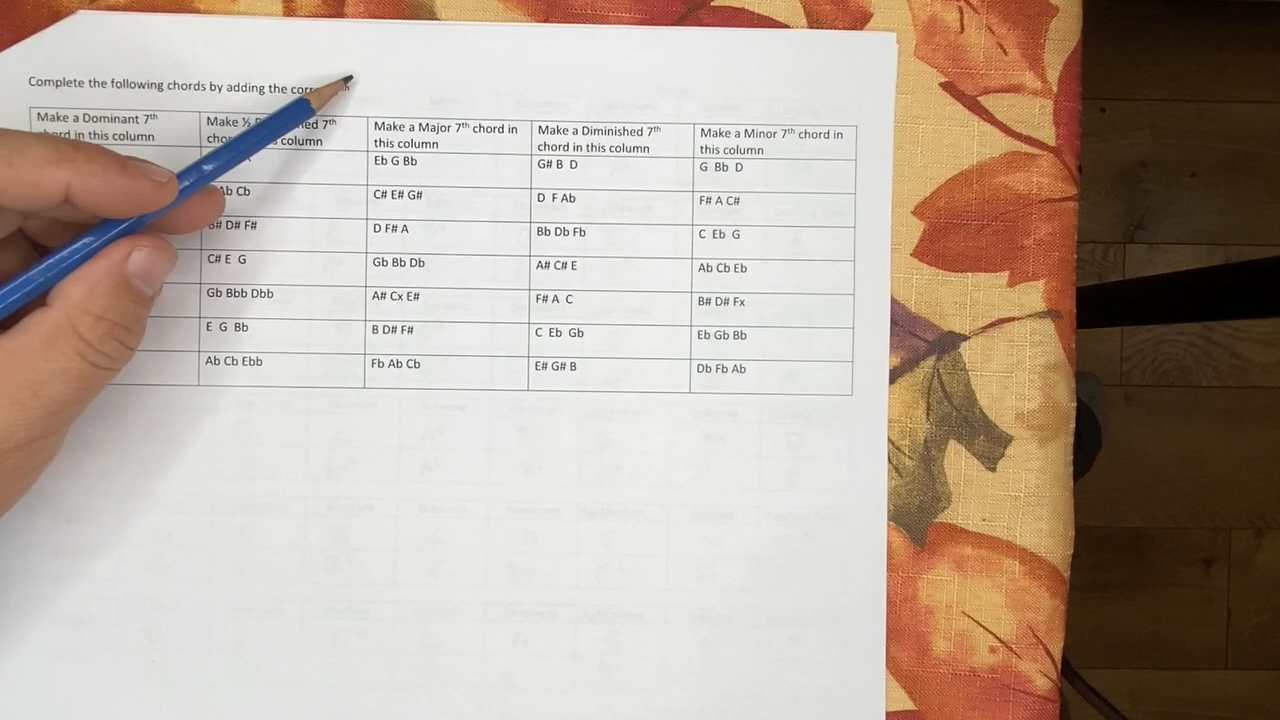 Complete the following chords by adding the
Make a Dominant 7th Make ½ 7th Make a Major 7th chord in Make a Diminished 7th Make a Minor 7th chord in
chord in this column column this column chord in this column this column
Eb G Bb G# B D G Bb D
Ab Cb C# E# G# D F Ab F# A C#
B# D# F# D F# A Bb Db Fb C Eb G
C# E G Gb Bb Db A# C# E Ab Cb Eb
Gb Bbb Dbb A# Cx E# F# A C B# D# Fx
E G Bb B D# F# C Eb Gb Eb Gb Bb
Ab Cb Ebb Fb Ab Cb E# G# B Db Fb Ab